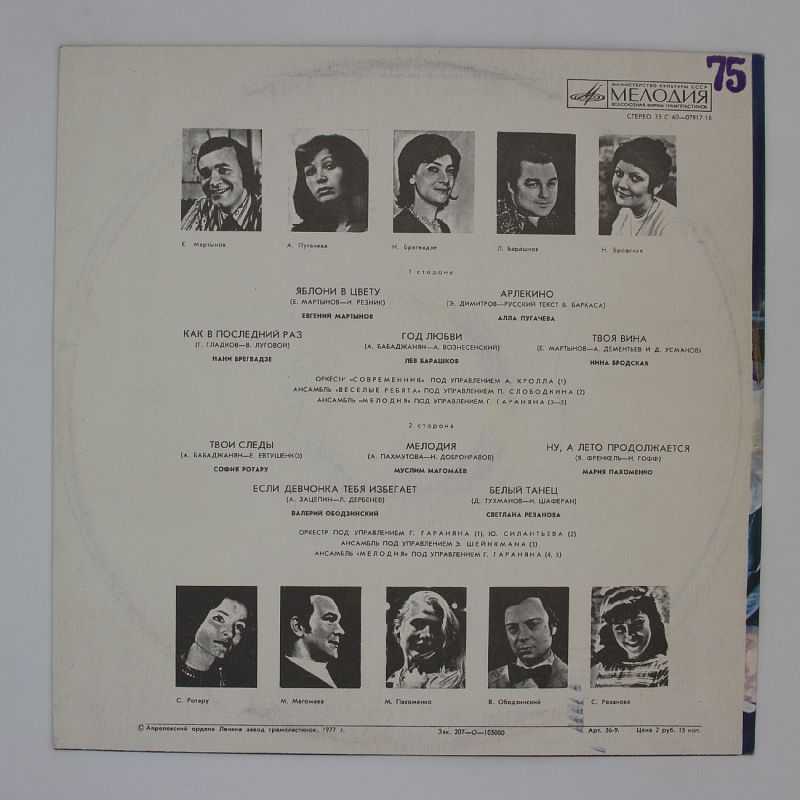 75
МИНИСТЕРСТВО КУЛЬТУРЫ СССР
МЕЛОДИЯ
ВСЕСОЮЗНАЯ ФИРМА ГРАМПЛАСТИНОК
СТЕРЕО 33 С 60—07917-18
Е. Мартынов А. Пугачева Н. Брегвадзе Л. Барашков Н. Бродская
1 сторона
ЯБЛОНИ В ЦВЕТУ АРЛЕКИНО
(Е. МАРТЫНОВ—И. РЕЗНИК) (Э. ДИМИТРОВ—РУССКИЙ ТЕКСТ Б. БАРКАСА)
ЕВГЕНИЙ МАРТЫНОВ АЛЛА ПУГАЧЕВА
КАК В ПОСЛЕДНИЙ РАЗ ГОД ЛЮБВИ ТВОЯ ВИНА
(Г. ГЛАДКОВ—В. ЛУГОВОЙ) (А. БАБАДЖАНЯН—А. ВОЗНЕСЕНСКИЙ) (Е. МАРТЫНОВ—А. ДЕМЕНТЬЕВ И Д. УСМАНОВ)
НАНИ БРЕГВАДЗЕ ЛЕВ БАРАШКОВ НИНА БРОДСКАЯ
ОРКЕСТР «СОВРЕМЕННИК» ПОД УПРАВЛЕНИЕМ А. КРОЛЛА (1)
АНСАМБЛЬ «ВЕСЕЛЫЕ РЕБЯТА» ПОД УПРАВЛЕНИЕМ П. СЛОБОДКИНА (2)
АНСАМБЛЬ «МЕЛОДИЯ» ПОД УПРАВЛЕНИЕМ Г. ГАРАНЯНА (3—5)
2 сторона
ТВОИ СЛЕДЫ МЕЛОДИЯ НУ, А ЛЕТО ПРОДОЛЖАЕТСЯ
(А. БАБАДЖАНЯН—Е. ЕВТУШЕНКО) (А. ПАХМУТОВА—Н. ДОБРОНРАВОВ) (Я. ФРЕНКЕЛЬ—И. ГОФФ)
СОФИЯ РОТАРУ МУСЛИМ МАГОМАЕВ МАРИЯ ПАХОМЕНКО
ЕСЛИ ДЕВЧОНКА ТЕБЯ ИЗБЕГАЕТ БЕЛЫЙ ТАНЕЦ
(А. ЗАЦЕПИН—Л. ДЕРБЕНЕВ) (Д. ТУХМАНОВ—И. ШАФЕРАН)
ВАЛЕРИЙ ОБОДЗИНСКИЙ СВЕТЛАНА РЕЗАНОВА
ОРКЕСТР ПОД УПРАВЛЕНИЕМ Г. ГАРАНЯНА (1), Ю. СИЛАНТЬЕВА (2)
АНСАМБЛЬ ПОД УПРАВЛЕНИЕМ Э. ШЕЙНКМАНА (3)
АНСАМБЛЬ «МЕЛОДИЯ» ПОД УПРАВЛЕНИЕМ Г. ГАРАНЯНА (4, 5)
С. Ротару М. Магомаев М. Пахоменко В. Ободзинский С. Резанова
© Апрелевский ордена Ленина завод грампластинок. 1977 г. Зак. 207—О—105000 Арт. 36-9. Цена 2 руб. 15 коп.